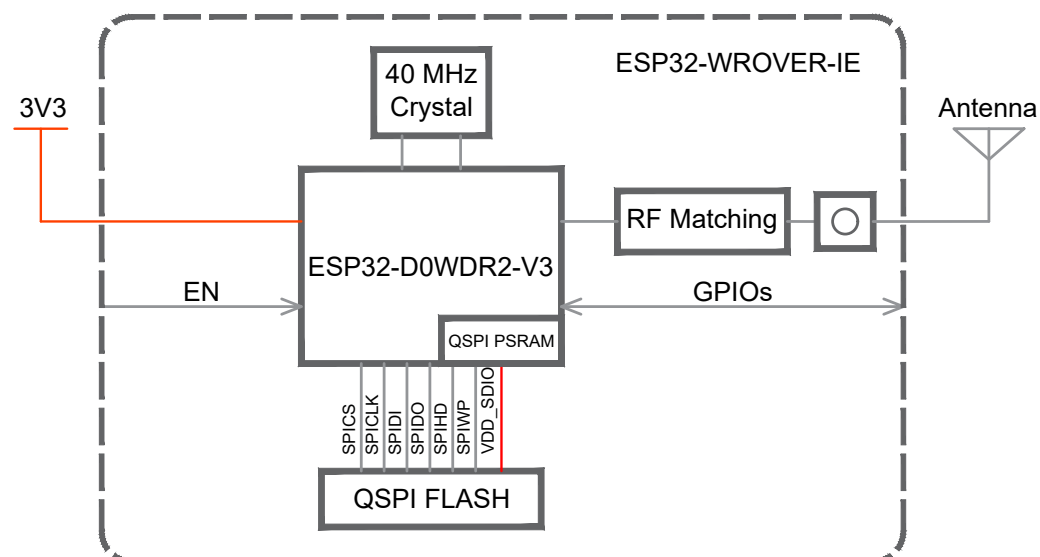 ESP32-WROVER-IE
40 MHz
Crystal
3V3
Antenna
RF Matching
ESP32-D0WDR2-V3
EN
GPIOs
QSPI PSRAM
SPICS
SPICLK
SPIDI
SPIDO
SPIHD
SPIWP
VDD_SDIO
QSPI FLASH